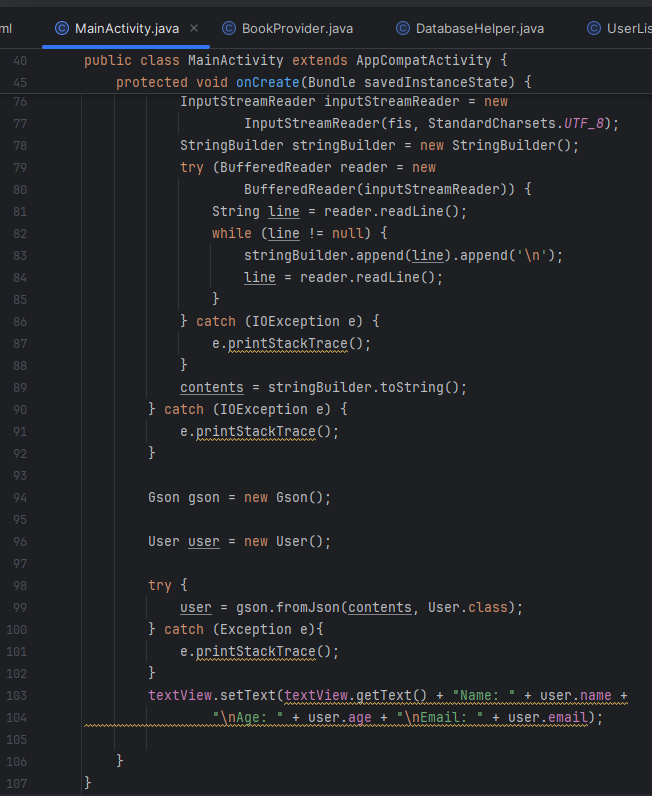 ml MainActivity.java × BookProvider.java DatabaseHelper.java UserLis
40 public class MainActivity extends AppCompatActivity {
45 protected void onCreate(Bundle savedInstanceState) {
76 InputStreamReader inputStreamReader = new
77 InputStreamReader(fis, StandardCharsets.UTF_8);
78 StringBuilder stringBuilder = new StringBuilder();
79 try (BufferedReader reader = new
80 BufferedReader(inputStreamReader)) {
81 String line = reader.readLine();
82 while (line != null) {
83 stringBuilder.append(line).append('\n');
84 line = reader.readLine();
85 }
86 } catch (IOException e) {
87 e.printStackTrace();
88 }
89 contents = stringBuilder.toString();
90 } catch (IOException e) {
91 e.printStackTrace();
92 }
93
94 Gson gson = new Gson();
95
96 User user = new User();
97
98 try {
99 user = gson.fromJson(contents, User.class);
100 } catch (Exception e){
101 e.printStackTrace();
102 }
103 textView.setText(textView.getText() + "Name: " + user.name +
104 "\nAge: " + user.age + "\nEmail: " + user.email);
105
106 }
107 }